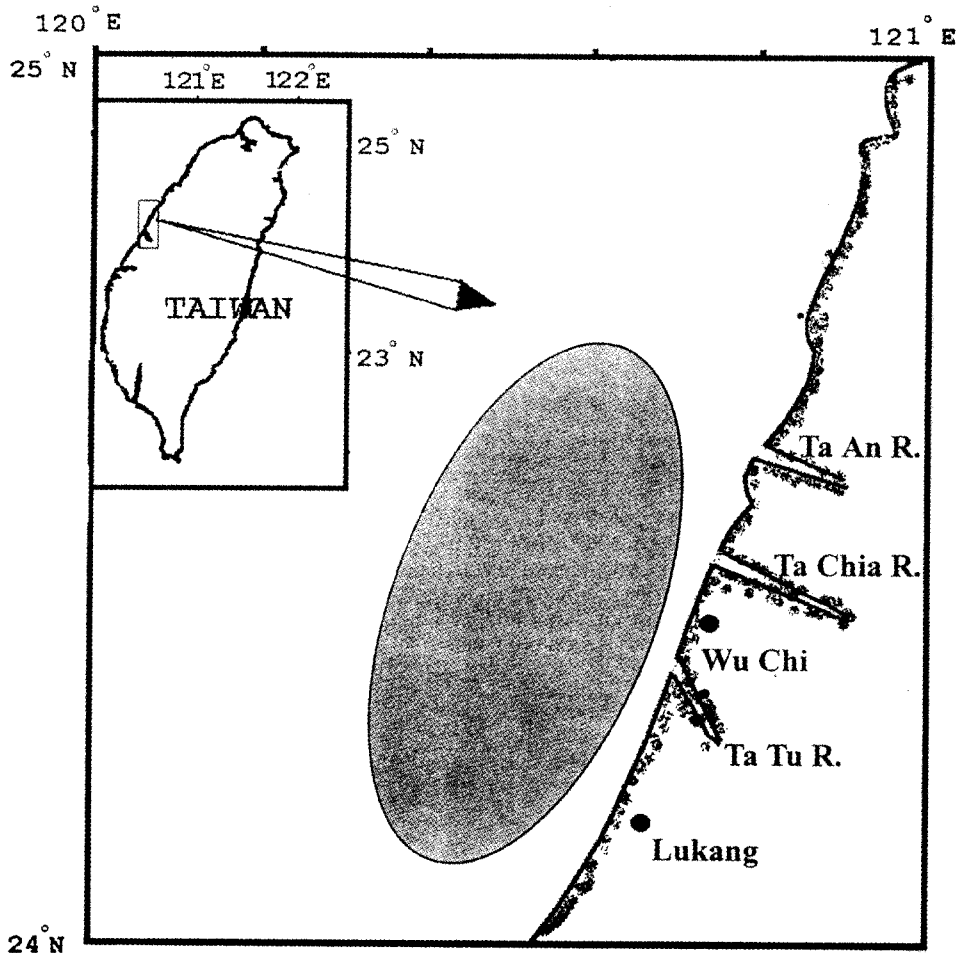 120°E
121°E
25°N
121°E 122°E
25°N
TAIWAN
23°N
Ta An R.
Ta Chia R.
Wu Chi
Ta Tu R.
Lukang
24°N